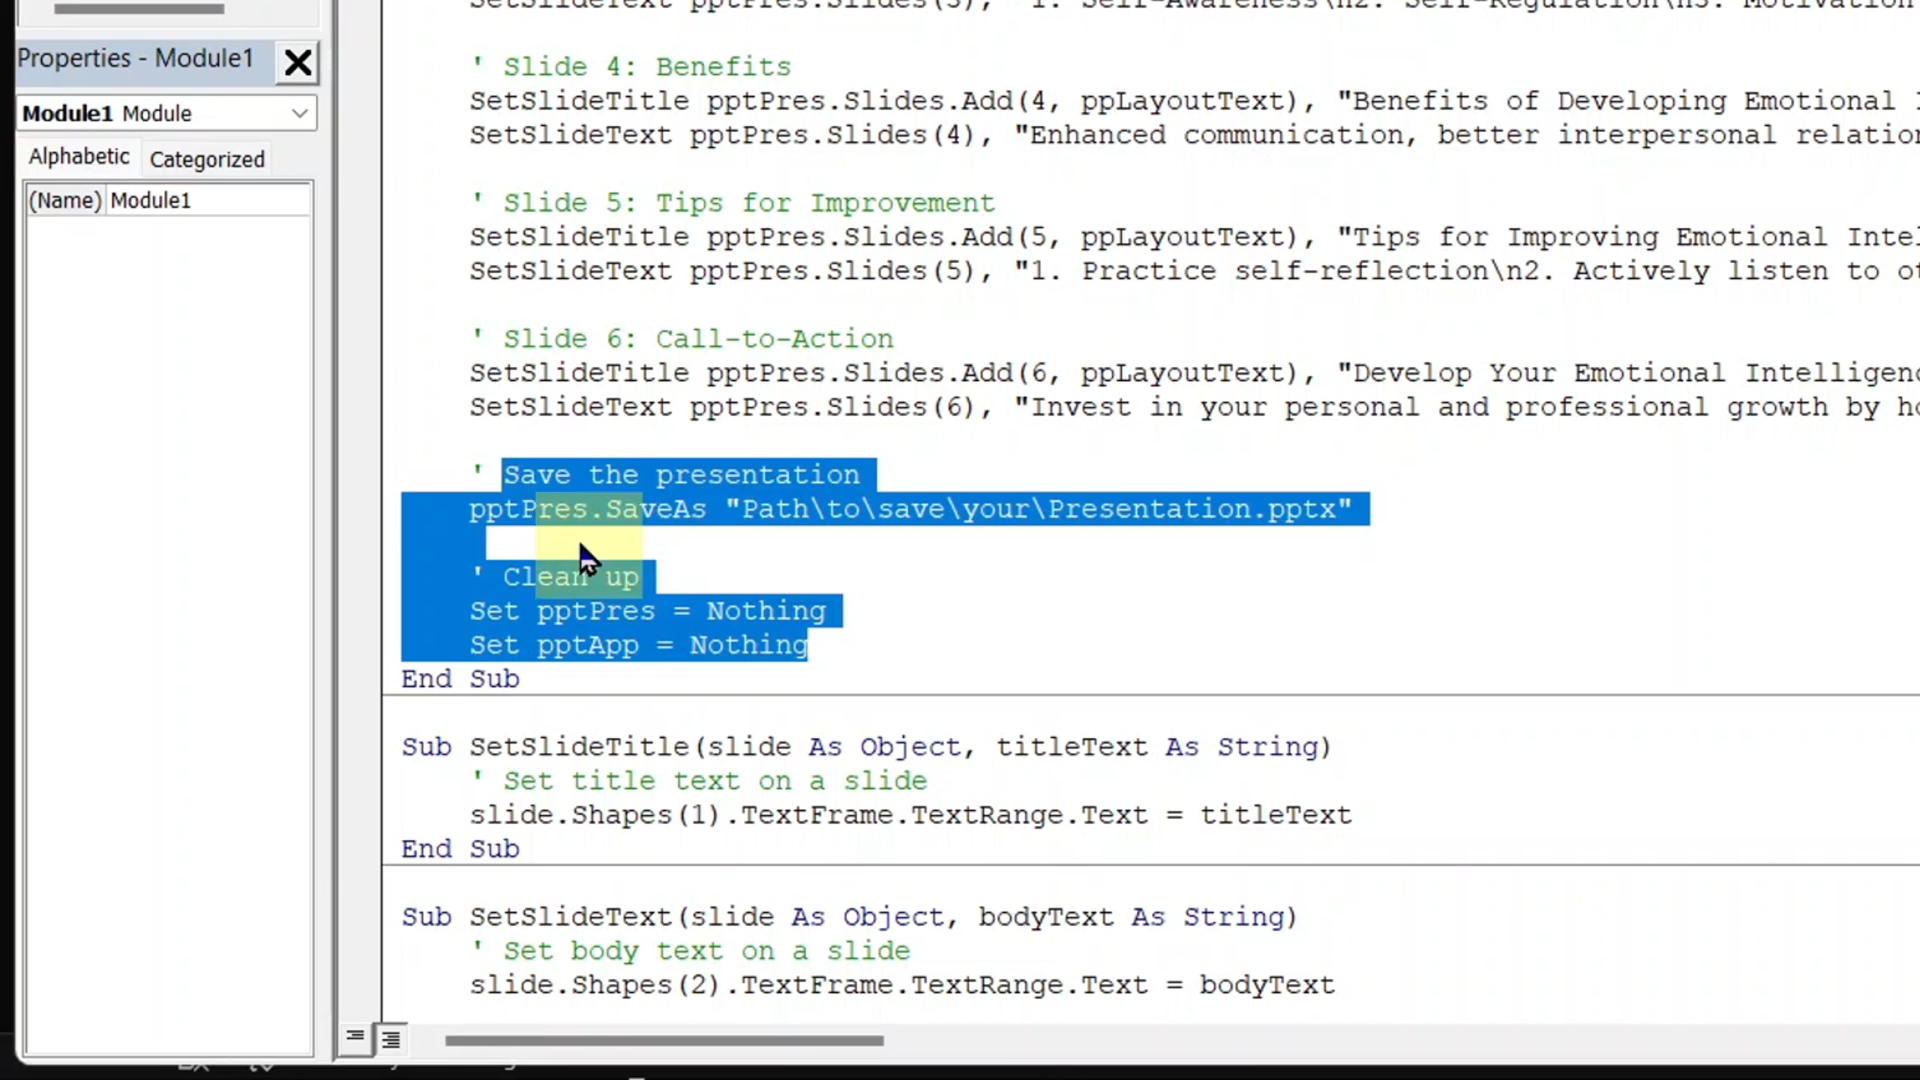 Properties - Module1
Module1 Module
Alphabetic
Categorized
(Name) Module1
' Slide 4: Benefits
SetSlideTitle pptPres.Slides.Add(4, ppLayoutText), "Benefits of Developing Emotional
SetSlideText pptPres.Slides(4), "Enhanced communication, better interpersonal relation
' Slide 5: Tips for Improvement
SetSlideTitle pptPres.Slides.Add(5, ppLayoutText), "Tips for Improving Emotional Intel
SetSlideText pptPres.Slides(5), "1. Practice self-reflection\n2. Actively listen to ot
' Slide 6: Call-to-Action
SetSlideTitle pptPres.Slides.Add(6, ppLayoutText), "Develop Your Emotional Intelligenc
SetSlideText pptPres.Slides(6), "Invest in your personal and professional growth by ho
' Save the presentation
pptPres.SaveAs "Path\to\save\your\Presentation.pptx"
' Clean up
Set pptPres = Nothing
Set pptApp = Nothing
End Sub
Sub SetSlideTitle(slide As Object, titleText As String)
' Set title text on a slide
slide.Shapes(1).TextFrame.TextRange.Text = titleText
End Sub
Sub SetSlideText(slide As Object, bodyText As String)
' Set body text on a slide
slide.Shapes(2).TextFrame.TextRange.Text = bodyText